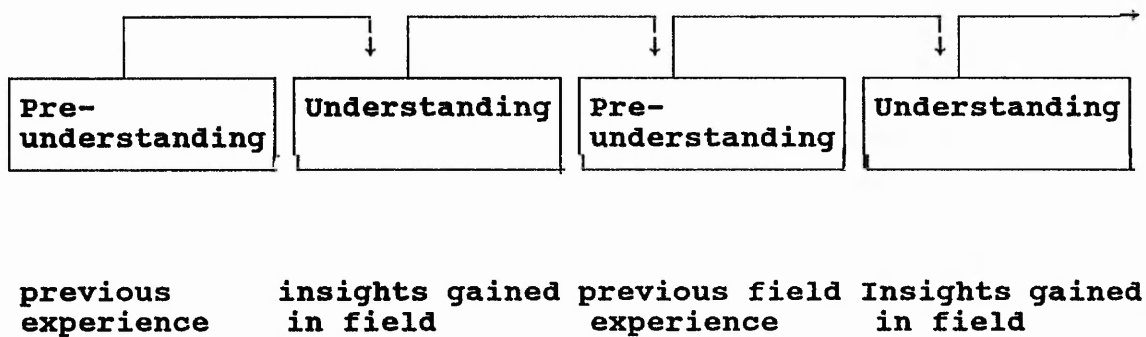 Pre-
understanding
Understanding
Pre-
understanding
Understanding
previous
experience
insights gained
in field
previous field
experience
Insights gained
in field